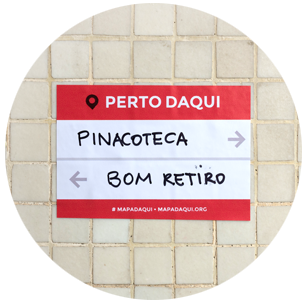 PERTO DAQUI
PINACOTECA →
← BOM RETIRO
# MAPADAQUI • MAPADAQUI.ORG